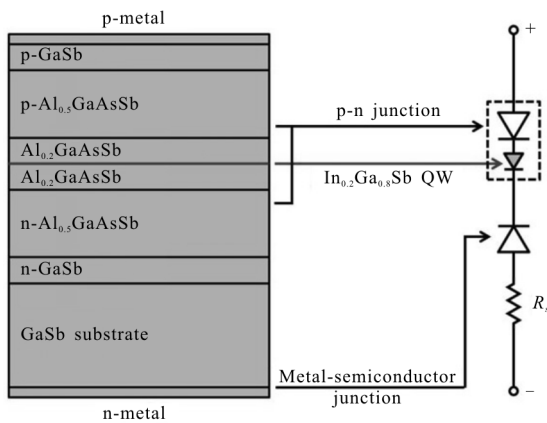 p-metal
p-GaSb
p-Al₀.₅GaAsSb
Al₀.₂GaAsSb
Al₀.₂GaAsSb
n-Al₀.₅GaAsSb
n-GaSb
GaSb substrate
n-metal
p-n junction
In₀.₂Ga₀.₈Sb QW
Metal-semiconductor
junction
+
Rₛ
−